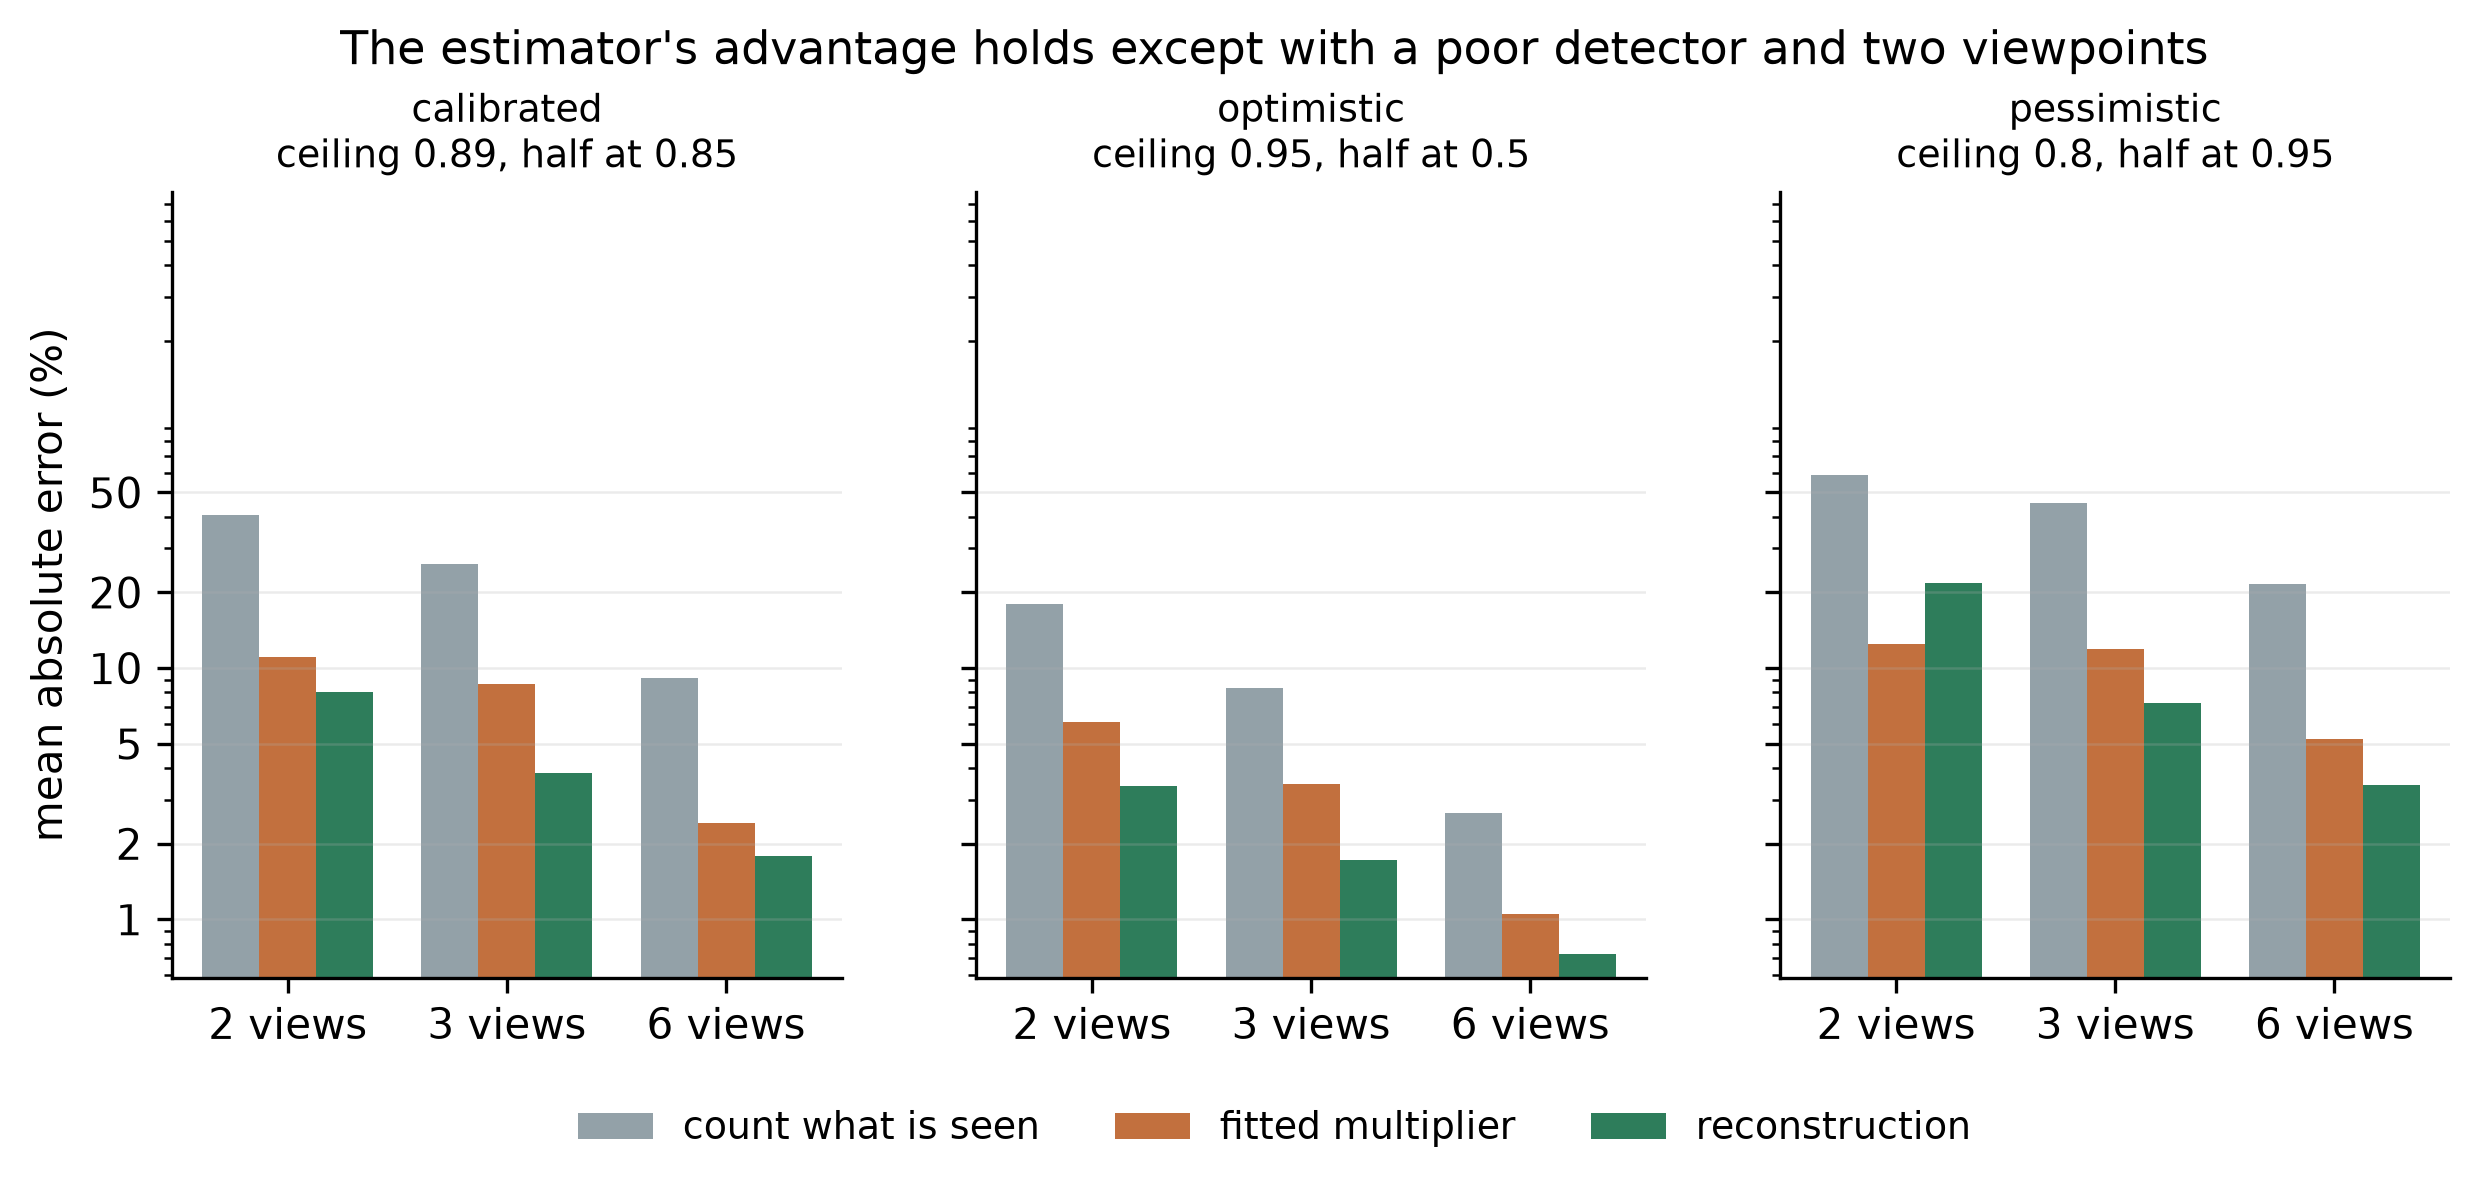 The estimator's advantage holds except with a poor detector and two viewpoints
calibrated
ceiling 0.89, half at 0.85
optimistic
ceiling 0.95, half at 0.5
pessimistic
ceiling 0.8, half at 0.95
mean absolute error (%)
50
20
10
5
2
1
2 views
3 views
6 views
2 views
3 views
6 views
2 views
3 views
6 views
count what is seen
fitted multiplier
reconstruction